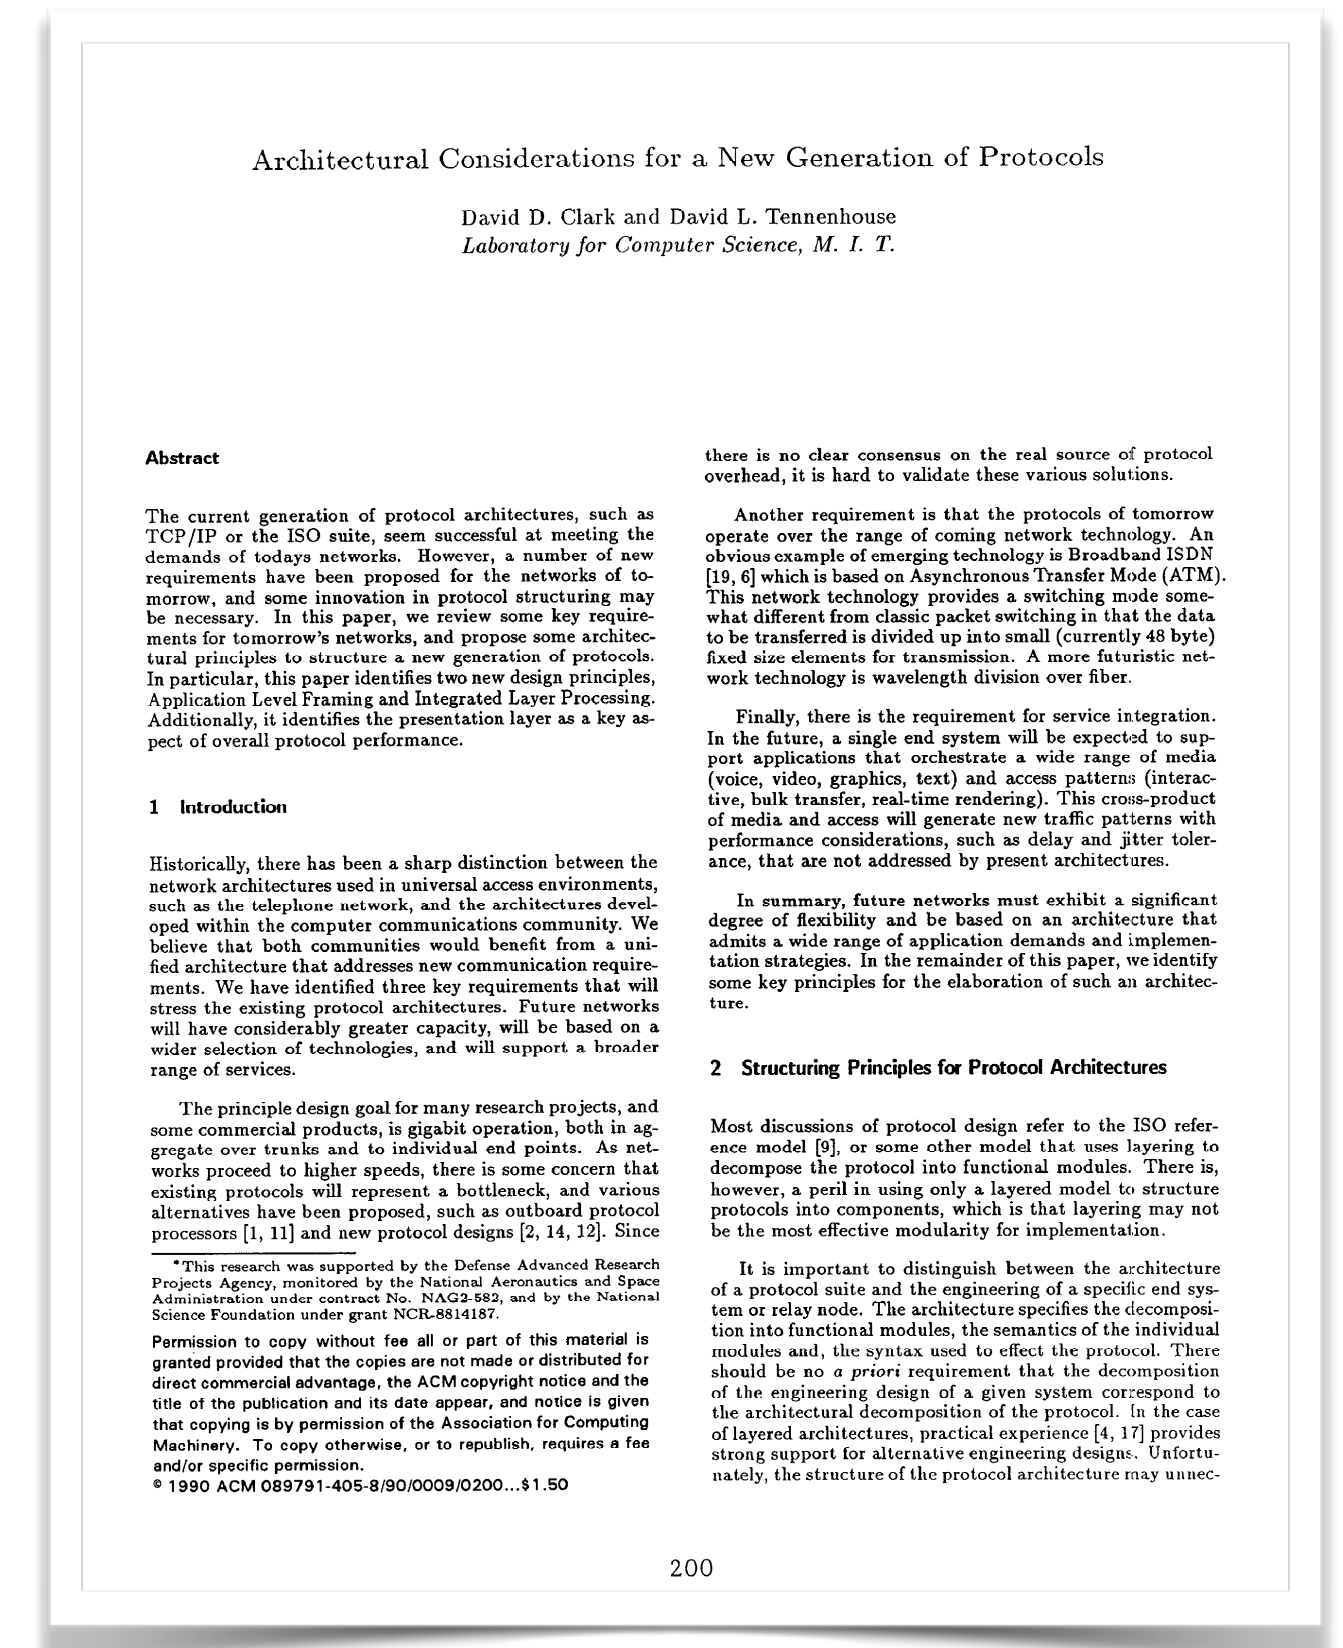 Architectural Considerations for a New Generation of Protocols
David D. Clark and David L. Tennenhouse
Laboratory for Computer Science, M. I. T.
Abstract
The current generation of protocol architectures, such as
TCP/IP or the ISO suite, seem successful at meeting the
demands of todays networks. However, a number of new
requirements have been proposed for the networks of to-
morrow, and some innovation in protocol structuring may
be necessary. In this paper, we review some key require-
ments for tomorrow's networks, and propose some architec-
tural principles to structure a new generation of protocols.
In particular, this paper identifies two new design principles,
Application Level Framing and Integrated Layer Processing.
Additionally, it identifies the presentation layer as a key as-
pect of overall protocol performance.
1 Introduction
Historically, there has been a sharp distinction between the
network architectures used in universal access environments,
such as the telephone network, and the architectures devel-
oped within the computer communications community. We
believe that both communities would benefit from a uni-
fied architecture that addresses new communication require-
ments. We have identified three key requirements that will
stress the existing protocol architectures. Future networks
will have considerably greater capacity, will be based on a
wider selection of technologies, and will support a broader
range of services.
The principle design goal for many research projects, and
some commercial products, is gigabit operation, both in ag-
gregate over trunks and to individual end points. As net-
works proceed to higher speeds, there is some concern that
existing protocols will represent a bottleneck, and various
alternatives have been proposed, such as outboard protocol
processors [1, 11] and new protocol designs [2, 14, 12]. Since
*This research was supported by the Defense Advanced Research
Projects Agency, monitored by the National Aeronautics and Space
Administration under contract No. NAG2-582, and by the National
Science Foundation under grant NCR-8814187.
Permission to copy without fee all or part of this material is
granted provided that the copies are not made or distributed for
direct commercial advantage, the ACM copyright notice and the
title of the publication and its date appear, and notice is given
that copying is by permission of the Association for Computing
Machinery. To copy otherwise, or to republish, requires a fee
and/or specific permission.
© 1990 ACM 089791-405-8/90/0009/0200...$1.50
there is no clear consensus on the real source of protocol
overhead, it is hard to validate these various solutions.
Another requirement is that the protocols of tomorrow
operate over the range of coming network technology. An
obvious example of emerging technology is Broadband ISDN
[19, 6] which is based on Asynchronous Transfer Mode (ATM).
This network technology provides a switching mode some-
what different from classic packet switching in that the data
to be transferred is divided up into small (currently 48 byte)
fixed size elements for transmission. A more futuristic net-
work technology is wavelength division over fiber.
Finally, there is the requirement for service integration.
In the future, a single end system will be expected to sup-
port applications that orchestrate a wide range of media
(voice, video, graphics, text) and access patterns (interac-
tive, bulk transfer, real-time rendering). This cross-product
of media and access will generate new traffic patterns with
performance considerations, such as delay and jitter toler-
ance, that are not addressed by present architectures.
In summary, future networks must exhibit a significant
degree of flexibility and be based on an architecture that
admits a wide range of application demands and implemen-
tation strategies. In the remainder of this paper, we identify
some key principles for the elaboration of such an architec-
ture.
2 Structuring Principles for Protocol Architectures
Most discussions of protocol design refer to the ISO refer-
ence model [9], or some other model that uses layering to
decompose the protocol into functional modules. There is,
however, a peril in using only a layered model to structure
protocols into components, which is that layering may not
be the most effective modularity for implementation.
It is important to distinguish between the architecture
of a protocol suite and the engineering of a specific end sys-
tem or relay node. The architecture specifies the decomposi-
tion into functional modules, the semantics of the individual
modules and, the syntax used to effect the protocol. There
should be no a priori requirement that the decomposition
of the engineering design of a given system correspond to
the architectural decomposition of the protocol. In the case
of layered architectures, practical experience [4, 17] provides
strong support for alternative engineering designs. Unfortu-
nately, the structure of the protocol architecture may unnec-
200